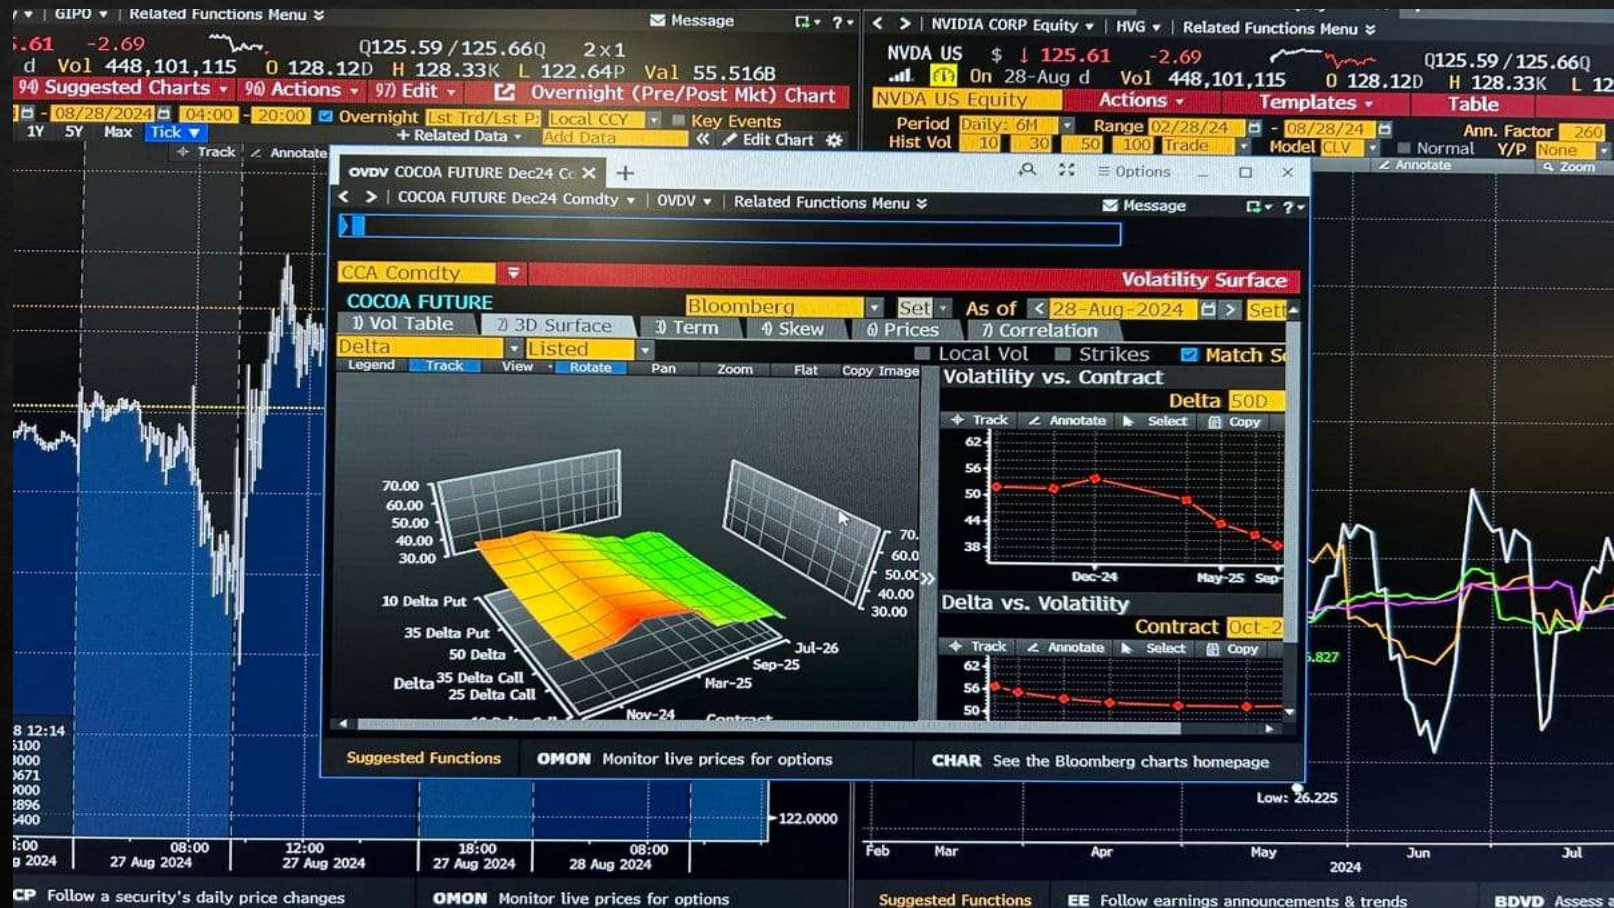 GIPO Related Functions Menu
Message
?
.61 -2.69 Q125.59/125.66Q 2×1
d Vol 448,101,115 O 128.12D H 128.33K L 122.64P Val 55.516B
94) Suggested Charts 96) Actions 97) Edit Overnight (Pre/Post Mkt) Chart
08/28/2024 04:00 - 20:00 Overnight Lst Trd/Lst P Local CCY Key Events
1Y 5Y Max Tick + Related Data Add Data « Edit Chart
Track Annotate
< > NVIDIA CORP Equity HVG Related Functions Menu
NVDA US $ ↓ 125.61 -2.69 Q125.59/125.66Q
On 28-Aug d Vol 448,101,115 O 128.12D H 128.33K L 12
NVDA US Equity Actions Templates Table
Period Daily: 6M Range 02/28/24 - 08/28/24 Ann. Factor 260
Hist Vol 10 30 50 100 Trade Model CLV Normal Y/P None
Annotate Zoom
OVDV COCOA FUTURE Dec24 Cc × +
Options
< > COCOA FUTURE Dec24 Comdty OVDV Related Functions Menu
Message ?
CCA Comdty Volatility Surface
COCOA FUTURE Bloomberg Set As of < 28-Aug-2024 > Sett
1) Vol Table 2) 3D Surface 3) Term 4) Skew 6) Prices 7) Correlation
Delta Listed Local Vol Strikes Match S
Legend Track View Rotate Pan Zoom Flat Copy Image
70.00
60.00
50.00
40.00
30.00
70.
60.0
50.0
40.00
30.00
10 Delta Put
35 Delta Put
50 Delta
Delta
35 Delta Call
25 Delta Call
Nov-24
Mar-25
Sep-25
Jul-26
Contract
Volatility vs. Contract
Delta 50D
Track Annotate Select Copy
62
56
50
44
38
Dec-24 May-25 Sep-
Delta vs. Volatility
Contract Oct-2
Track Annotate Select Copy
62
56
50
Suggested Functions OMON Monitor live prices for options CHAR See the Bloomberg charts homepage
.827
Low: 26.225
8 12:14
6100
3000
0671
9000
2896
6400
122.0000
:00 08:00 12:00 18:00 08:00
g 2024 27 Aug 2024 27 Aug 2024 27 Aug 2024 28 Aug 2024
Feb Mar Apr May Jun Jul
2024
CP Follow a security's daily price changes OMON Monitor live prices for options
Suggested Functions EE Follow earnings announcements & trends BDVD Assess a